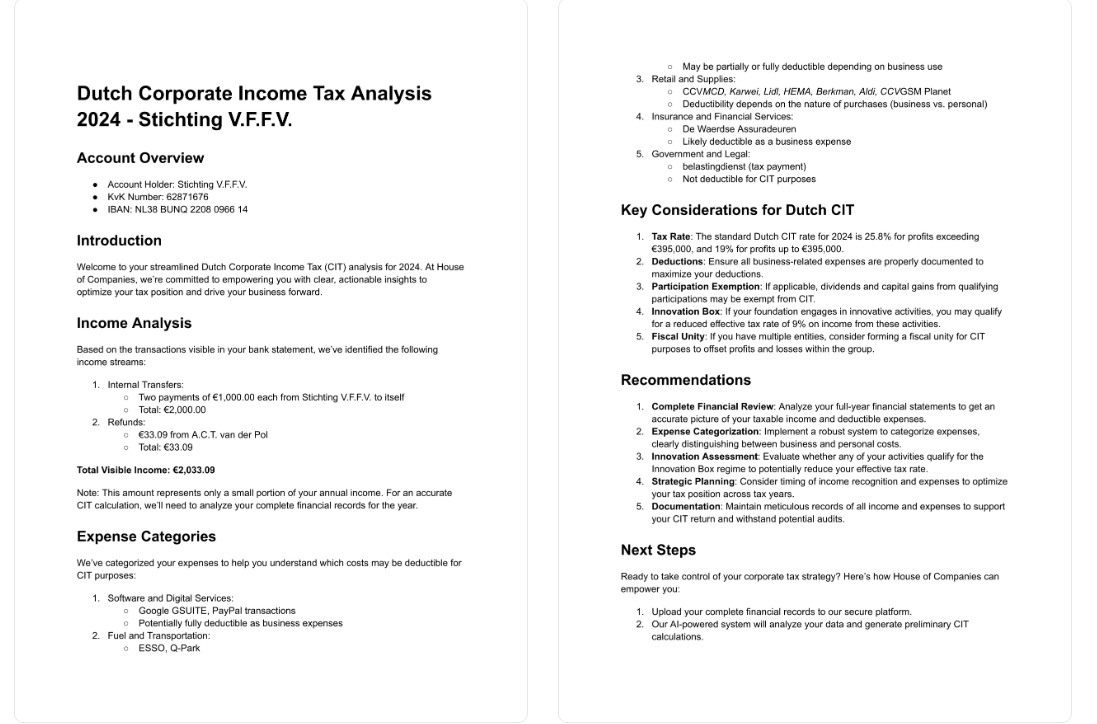 Dutch Corporate Income Tax Analysis
2024 - Stichting V.F.F.V.
Account Overview
● Account Holder: Stichting V.F.F.V.
● KvK Number: 62871676
● IBAN: NL38 BUNQ 2208 0966 14
Introduction
Welcome to your streamlined Dutch Corporate Income Tax (CIT) analysis for 2024. At House
of Companies, we're committed to empowering you with clear, actionable insights to
optimize your tax position and drive your business forward.
Income Analysis
Based on the transactions visible in your bank statement, we've identified the following
income streams:
1. Internal Transfers:
○ Two payments of €1,000.00 each from Stichting V.F.F.V. to itself
○ Total: €2,000.00
2. Refunds:
○ €33.09 from A.C.T. van der Pol
○ Total: €33.09
Total Visible Income: €2,033.09
Note: This amount represents only a small portion of your annual income. For an accurate
CIT calculation, we'll need to analyze your complete financial records for the year.
Expense Categories
We've categorized your expenses to help you understand which costs may be deductible for
CIT purposes:
1. Software and Digital Services:
○ Google GSUITE, PayPal transactions
○ Potentially fully deductible as business expenses
2. Fuel and Transportation:
○ ESSO, Q-Park
○ May be partially or fully deductible depending on business use
3. Retail and Supplies:
○ CCVMCD, Karwei, Lidl, HEMA, Berkman, Aldi, CCVGSM Planet
○ Deductibility depends on the nature of purchases (business vs. personal)
4. Insurance and Financial Services:
○ De Waerdse Assuradeuren
○ Likely deductible as a business expense
5. Government and Legal:
○ belastingdienst (tax payment)
○ Not deductible for CIT purposes
Key Considerations for Dutch CIT
1. Tax Rate: The standard Dutch CIT rate for 2024 is 25.8% for profits exceeding
€395,000, and 19% for profits up to €395,000.
2. Deductions: Ensure all business-related expenses are properly documented to
maximize your deductions.
3. Participation Exemption: If applicable, dividends and capital gains from qualifying
participations may be exempt from CIT.
4. Innovation Box: If your foundation engages in innovative activities, you may qualify
for a reduced effective tax rate of 9% on income from these activities.
5. Fiscal Unity: If you have multiple entities, consider forming a fiscal unity for CIT
purposes to offset profits and losses within the group.
Recommendations
1. Complete Financial Review: Analyze your full-year financial statements to get an
accurate picture of your taxable income and deductible expenses.
2. Expense Categorization: Implement a robust system to categorize expenses,
clearly distinguishing between business and personal costs.
3. Innovation Assessment: Evaluate whether any of your activities qualify for the
Innovation Box regime to potentially reduce your effective tax rate.
4. Strategic Planning: Consider timing of income recognition and expenses to optimize
your tax position across tax years.
5. Documentation: Maintain meticulous records of all income and expenses to support
your CIT return and withstand potential audits.
Next Steps
Ready to take control of your corporate tax strategy? Here's how House of Companies can
empower you:
1. Upload your complete financial records to our secure platform.
2. Our AI-powered system will analyze your data and generate preliminary CIT
calculations.